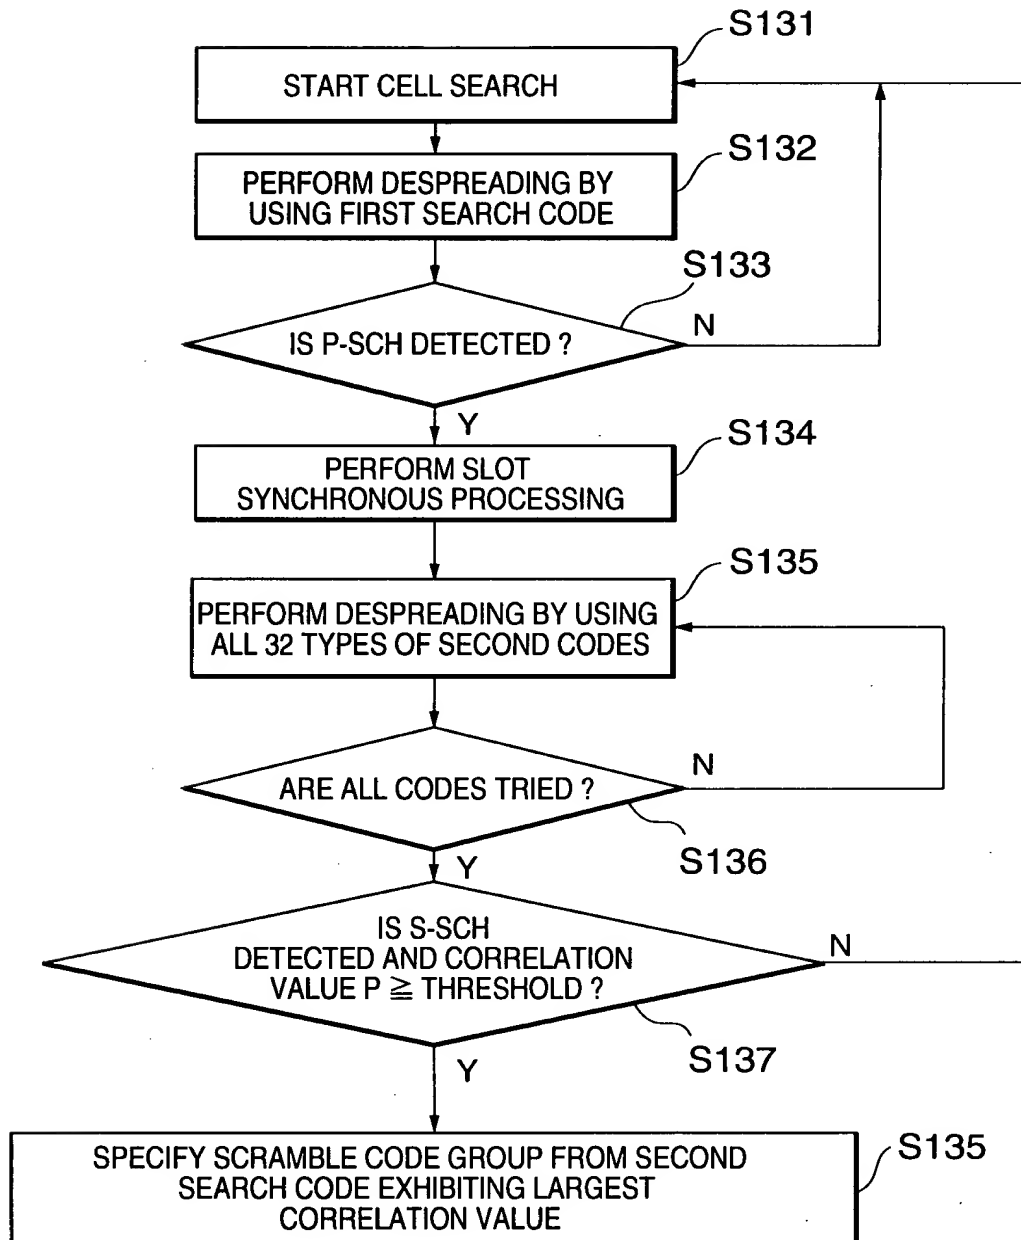 S131
START CELL SEARCH
S132
PERFORM DESPREADING BY
USING FIRST SEARCH CODE
S133
IS P-SCH DETECTED ?
N
Y
S134
PERFORM SLOT
SYNCHRONOUS PROCESSING
S135
PERFORM DESPREADING BY USING
ALL 32 TYPES OF SECOND CODES
N
ARE ALL CODES TRIED ?
S136
Y
IS S-SCH
DETECTED AND CORRELATION
VALUE P ≧ THRESHOLD ?
N
S137
Y
S135
SPECIFY SCRAMBLE CODE GROUP FROM SECOND
SEARCH CODE EXHIBITING LARGEST
CORRELATION VALUE